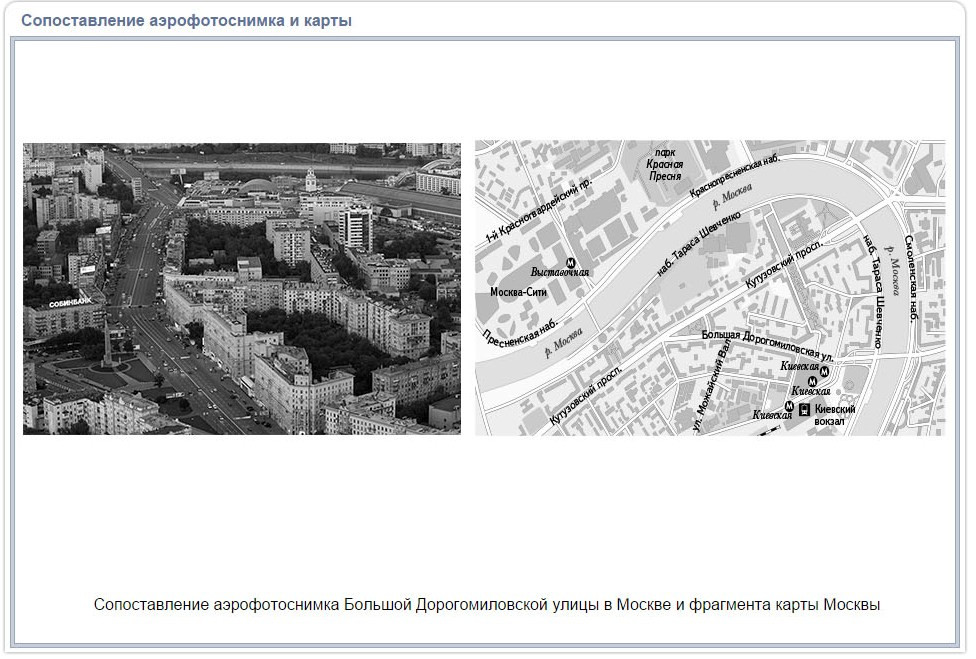 Сопоставление аэрофотоснимка и карты
СОБИНБАНК
парк
Красная
Пресня
Краснопресненская наб.
р. Москва
1-й Красногвардейский пр.
наб. Тараса Шевченко
Кутузовский просп.
Смоленская наб.
р. Москва
наб. Тараса Шевченко
Выставочная
Москва-Сити
Пресненская наб.
р. Москва
Большая Дорогомиловская ул.
Киевская
Киевская
Киевская
Киевский
вокзал
ул. Можайский Вал
Кутузовский просп.
Сопоставление аэрофотоснимка Большой Дорогомиловской улицы в Москве и фрагмента карты Москвы